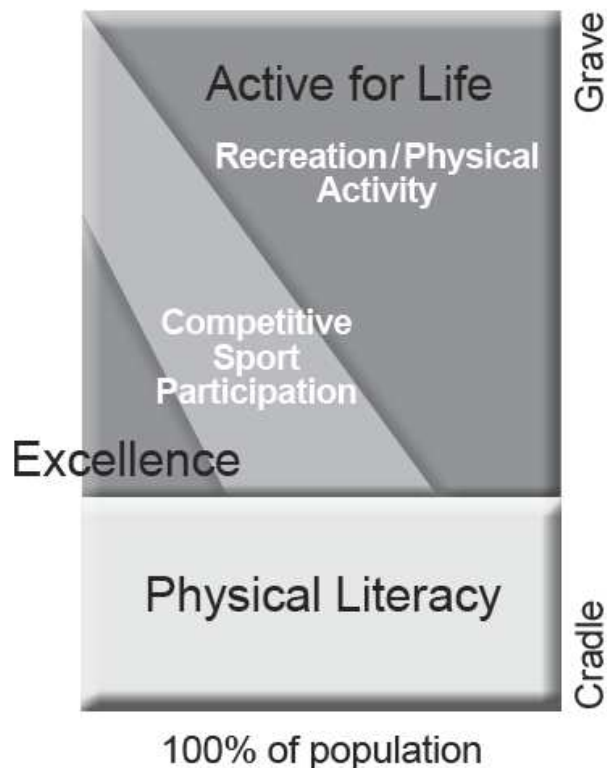 Active for Life
Recreation/Physical
Activity
Competitive
Sport
Participation
Excellence
Physical Literacy
100% of population
Grave
Cradle